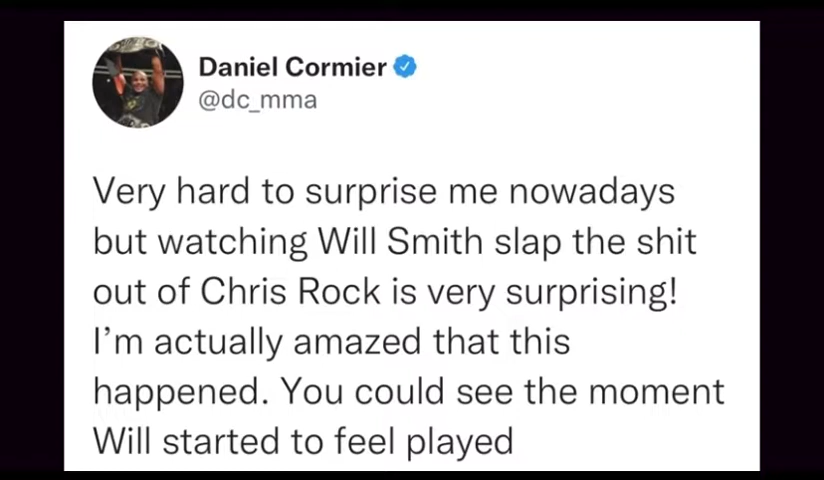 Daniel Cormier
@dc_mma
Very hard to surprise me nowadays
but watching Will Smith slap the shit
out of Chris Rock is very surprising!
I'm actually amazed that this
happened. You could see the moment
Will started to feel played